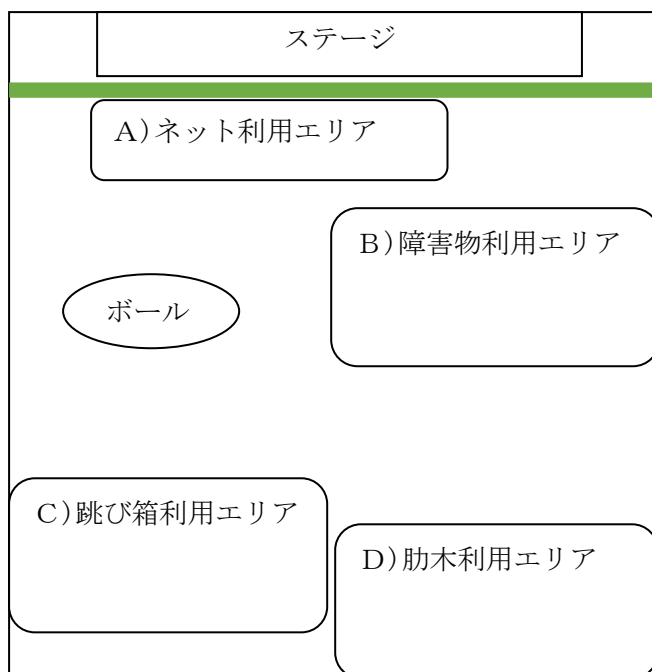 ステージ
A)ネット利用エリア
B)障害物利用エリア
ボール
C)跳び箱利用エリア
D)肋木利用エリア